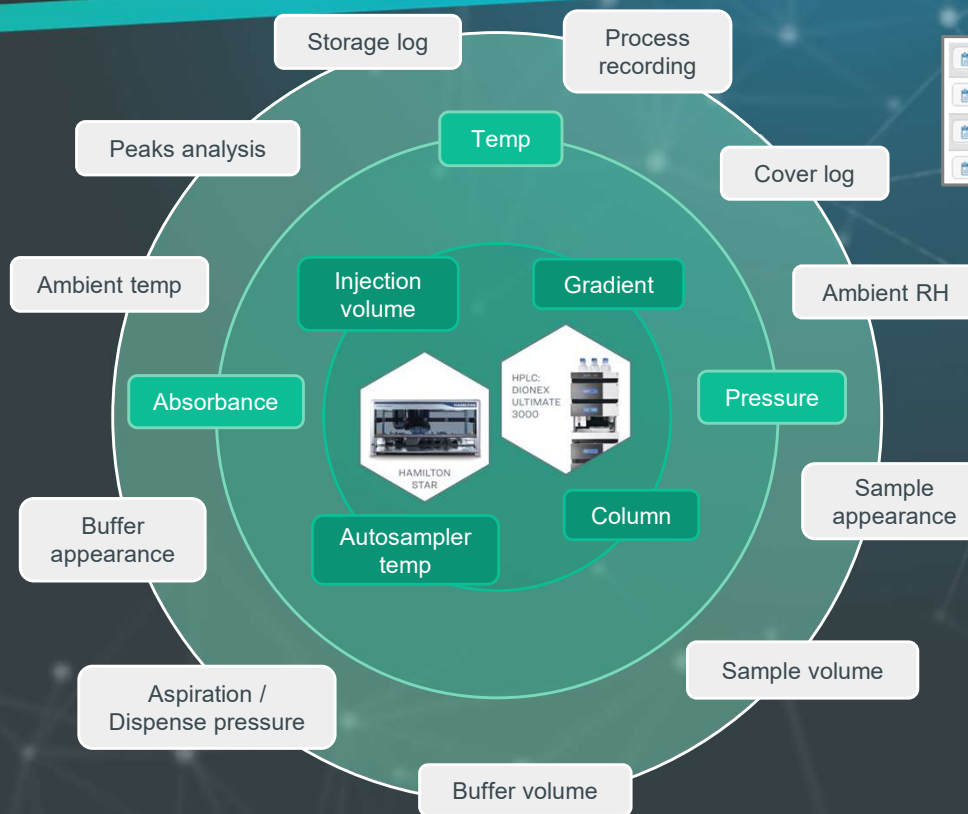 Storage log
Process
recording
Peaks analysis
Temp
Cover log
Ambient temp
Injection
volume
Gradient
Ambient RH
HPLC:
DIONEX
ULTIMATE
3000
Absorbance
Pressure
HAMILTON
STAR
Buffer
appearance
Autosampler
temp
Column
Sample
appearance
Aspiration /
Dispense pressure
Sample volume
Buffer volume